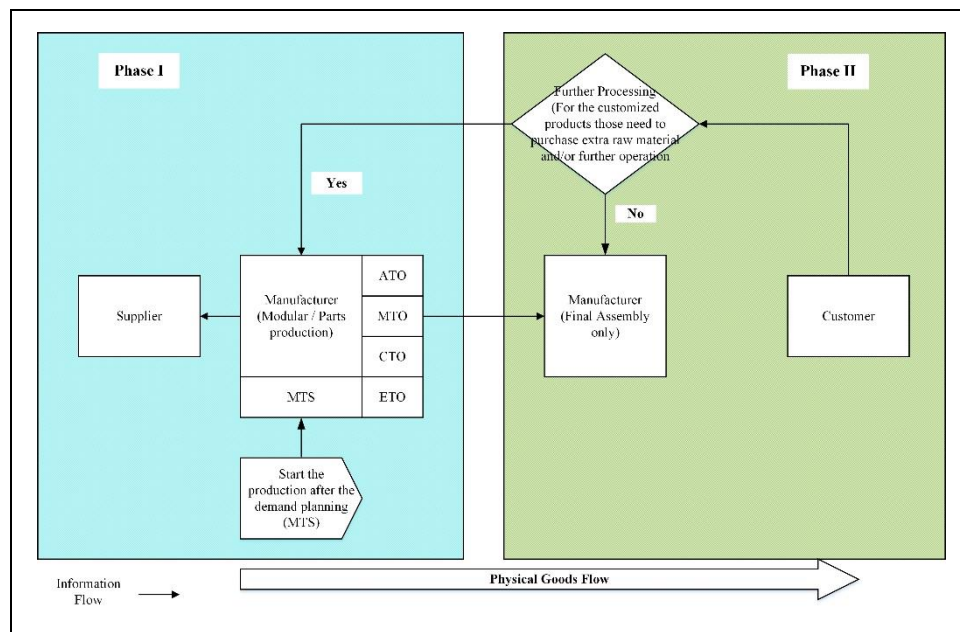 Phase I
Phase II
Further Processing
(For the customized
products those need to
purchase extra raw material
and/or further operation
Yes
No
Supplier
Manufacturer
(Modular / Parts
production)
ATO
MTO
CTO
MTS
ETO
Manufacturer
(Final Assembly
only)
Customer
Start the
production after the
demand planning
(MTS)
Information
Flow
Physical Goods Flow